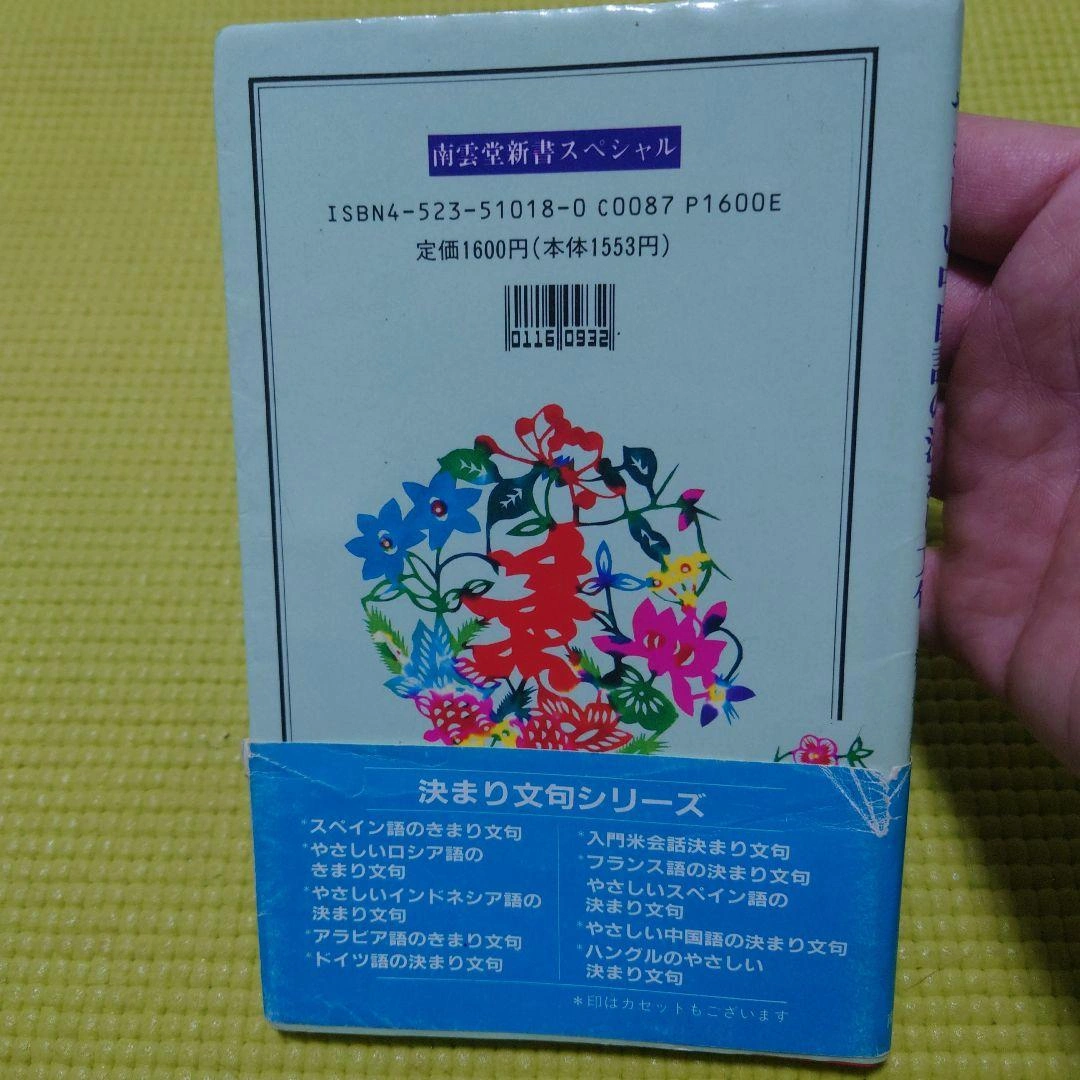 南雲堂新書スペシャル
ISBN4-523-51018-0 C0087 P1600E
定価1600円(本体1553円)
0116 0932
決まり文句シリーズ
*スペイン語のきまり文句
*やさしいロシア語の
きまり文句
*やさしいインドネシア語の
決まり文句
*アラビア語のきまり文句
*ドイツ語の決まり文句
*入門米会話決まり文句
*フランス語の決まり文句
やさしいスペイン語の
決まり文句
*やさしい中国語の決まり文句
*ハングルのやさしい
決まり文句
*印はカセットもございます